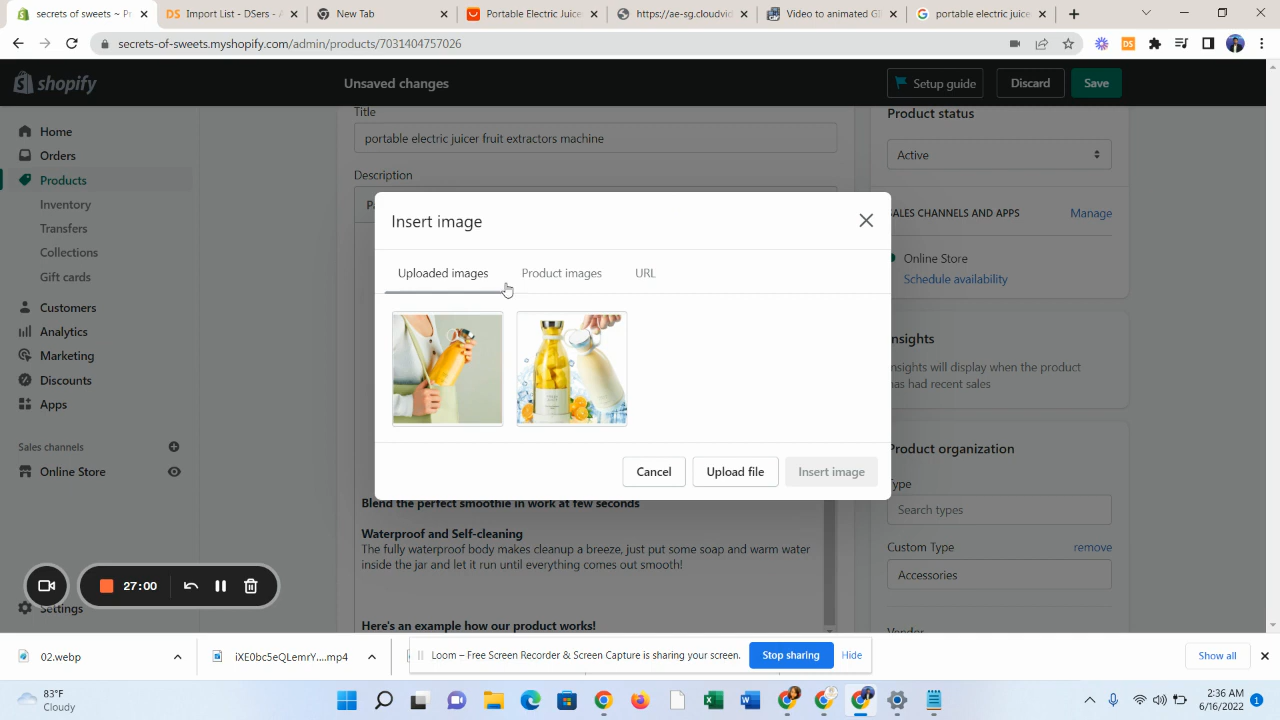 secrets of sweets ~ P
Import List - DSers - A
New Tab
Portable Electric Juice
https://ae-sg.cloudvid
Video to animated GI
portable electric juice
secrets-of-sweets.myshopify.com/admin/products/7031404757026
DS
shopify
Unsaved changes
Setup guide
Discard
Save
Home
Orders
Products
Inventory
Transfers
Collections
Gift cards
Customers
Analytics
Marketing
Discounts
Apps
Sales channels
Online Store
Settings
Title
portable electric juicer fruit extractors machine
Description
Insert image
Uploaded images
Product images
URL
Cancel
Upload file
Insert image
Blend the perfect smoothie in work at few seconds
Waterproof and Self-cleaning
The fully waterproof body makes cleanup a breeze, just put some soap and warm water
inside the jar and let it run until everything comes out smooth!
Here's an example how our product works!
Product status
Active
SALES CHANNELS AND APPS
Manage
Online Store
Schedule availability
Insights
Insights will display when the product
has had recent sales
Product organization
Type
Search types
Custom Type
remove
Accessories
Vendor
27:00
02.webp
iXE0bc5eQLemrY....mp4
Loom – Free Screen Recorder & Screen Capture is sharing your screen.
Stop sharing
Hide
Show all
83°F
Cloudy
2:36 AM
6/16/2022
1